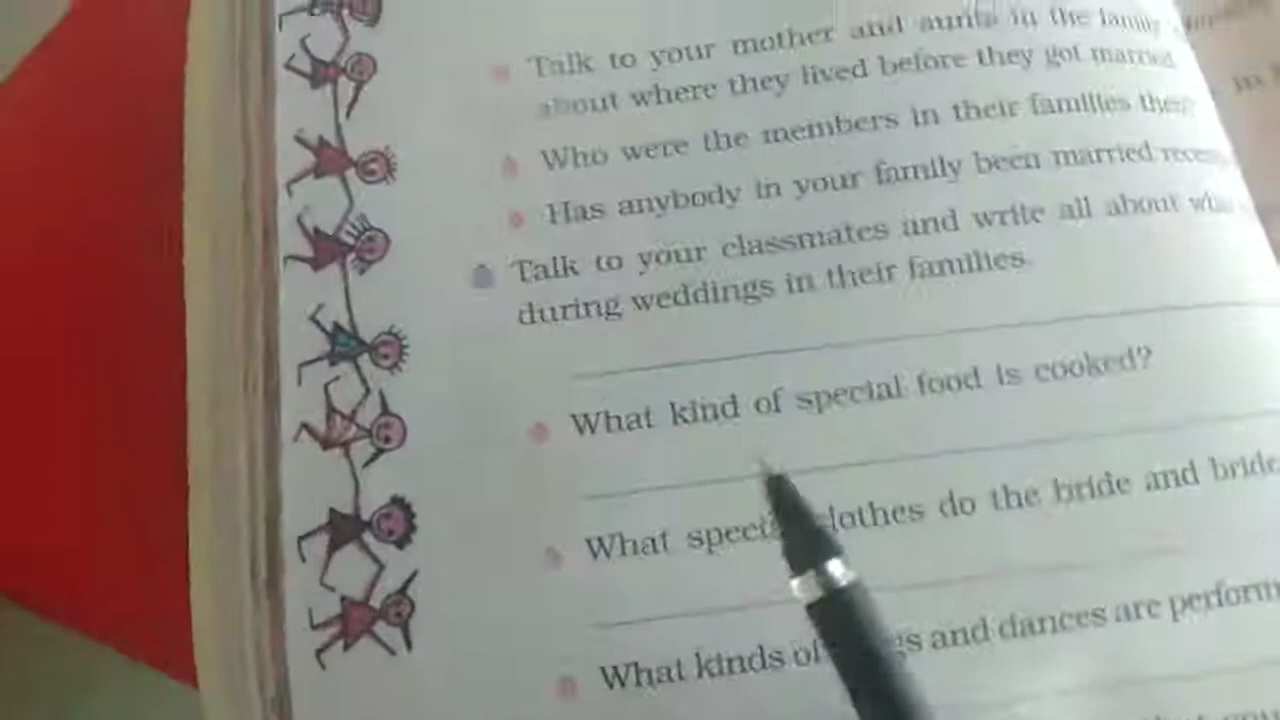 Talk to your mother and aunts in the family
about where they lived before they got married
Who were the members in their families then
Has anybody in your family been married
Talk to your classmates and write all about
during weddings in their families.
What kind of special food is cooked?
What special clothes do the bride and
What kinds of and dances are